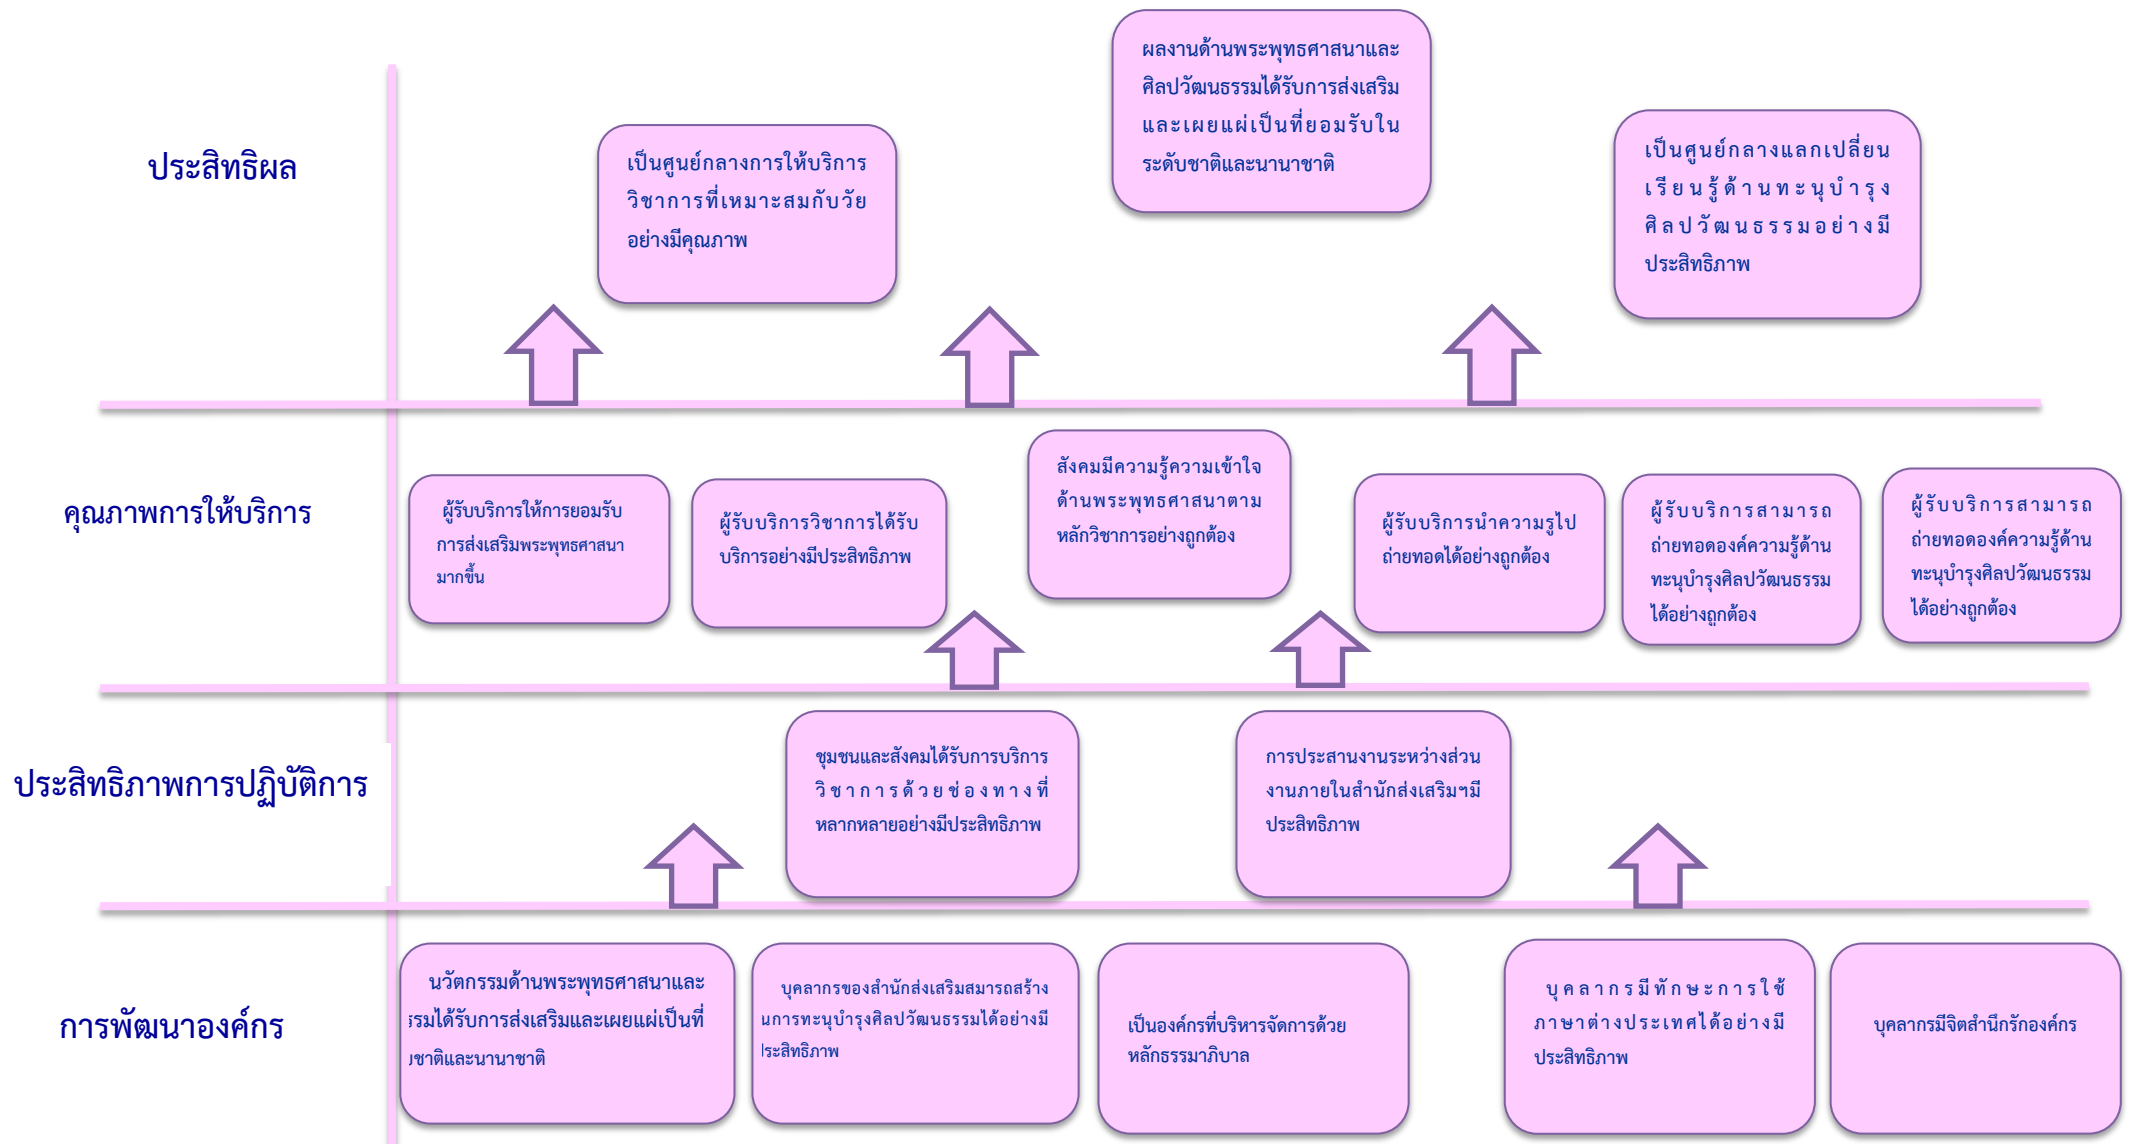 ประสิทธิผล
เป็นศูนย์กลางการให้บริการ
วิชาการที่เหมาะสมกับวัย
อย่างมีคุณภาพ
ผลงานด้านพระพุทธศาสนาและ
ศิลปวัฒนธรรมได้รับการส่งเสริม
และเผยแผ่เป็นที่ยอมรับใน
ระดับชาติและนานาชาติ
เป็นศูนย์กลางแลกเปลี่ยน
เรียนรู้ด้านทะนุบำรุง
ศิลปวัฒนธรรมอย่างมี
ประสิทธิภาพ
คุณภาพการให้บริการ
ผู้รับบริการให้การยอมรับ
การส่งเสริมพระพุทธศาสนา
มากขึ้น
ผู้รับบริการวิชาการได้รับ
บริการอย่างมีประสิทธิภาพ
สังคมมีความรู้ความเข้าใจ
ด้านพระพุทธศาสนาตาม
หลักวิชาการอย่างถูกต้อง
ผู้รับบริการนำความรูไป
ถ่ายทอดได้อย่างถูกต้อง
ผู้รับบริการสามารถ
ถ่ายทอดองค์ความรู้ด้าน
ทะนุบำรุงศิลปวัฒนธรรม
ได้อย่างถูกต้อง
ผู้รับบริการสามารถ
ถ่ายทอดองค์ความรู้ด้าน
ทะนุบำรุงศิลปวัฒนธรรม
ได้อย่างถูกต้อง
ประสิทธิภาพการปฏิบัติการ
ชุมชนและสังคมได้รับการบริการ
วิชาการด้วยช่องทางที่
หลากหลายอย่างมีประสิทธิภาพ
การประสานงานระหว่างส่วน
งานภายในสำนักส่งเสริมฯมี
ประสิทธิภาพ
การพัฒนาองค์กร
นวัตกรรมด้านพระพุทธศาสนาและ
รรมได้รับการส่งเสริมและเผยแผ่เป็นที่
ชาติและนานาชาติ
บุคลากรของสำนักส่งเสริมสมารถสร้าง
นการทะนุบำรุงศิลปวัฒนธรรมได้อย่างมี
ประสิทธิภาพ
เป็นองค์กรที่บริหารจัดการด้วย
หลักธรรมาภิบาล
บุคลากรมีทักษะการใช้
ภาษาต่างประเทศได้อย่างมี
ประสิทธิภาพ
บุคลากรมีจิตสำนึกรักองค์กร